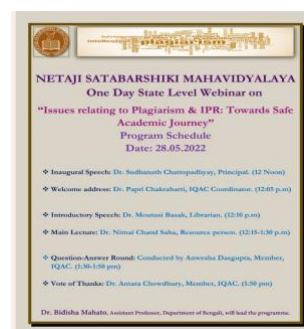 plagiarism
NETAJI SATABARSHIKI MAHAVIDYALAYA
One Day State Level Webinar on
“Issues relating to Plagiarism & IPR: Towards Safe
Academic Journey”
Program Schedule
Date: 28.05.2022
❖ Inaugural Speech: Dr. Sudhanath Chattopadhyay, Principal. (12 Noon)
❖ Welcome address: Dr. Papri Chakrabarti, IQAC Coordinator. (12:05 p.m)
❖ Introductory Speech: Dr. Moutusi Basak, Librarian. (12:10 p.m)
❖ Main Lecture: Dr. Nimai Chand Saha, Resource person. (12:15-1:30 p.m)
❖ Question-Answer Round: Conducted by Anwesha Dasgupta, Member,
IQAC. (1:30-1:50 pm)
❖ Vote of Thanks: Dr. Antara Chowdhury, Member, IQAC. (1:50 pm)
Dr. Bidisha Mahato, Assistant Professor, Department of Bengali, will lead the programme.